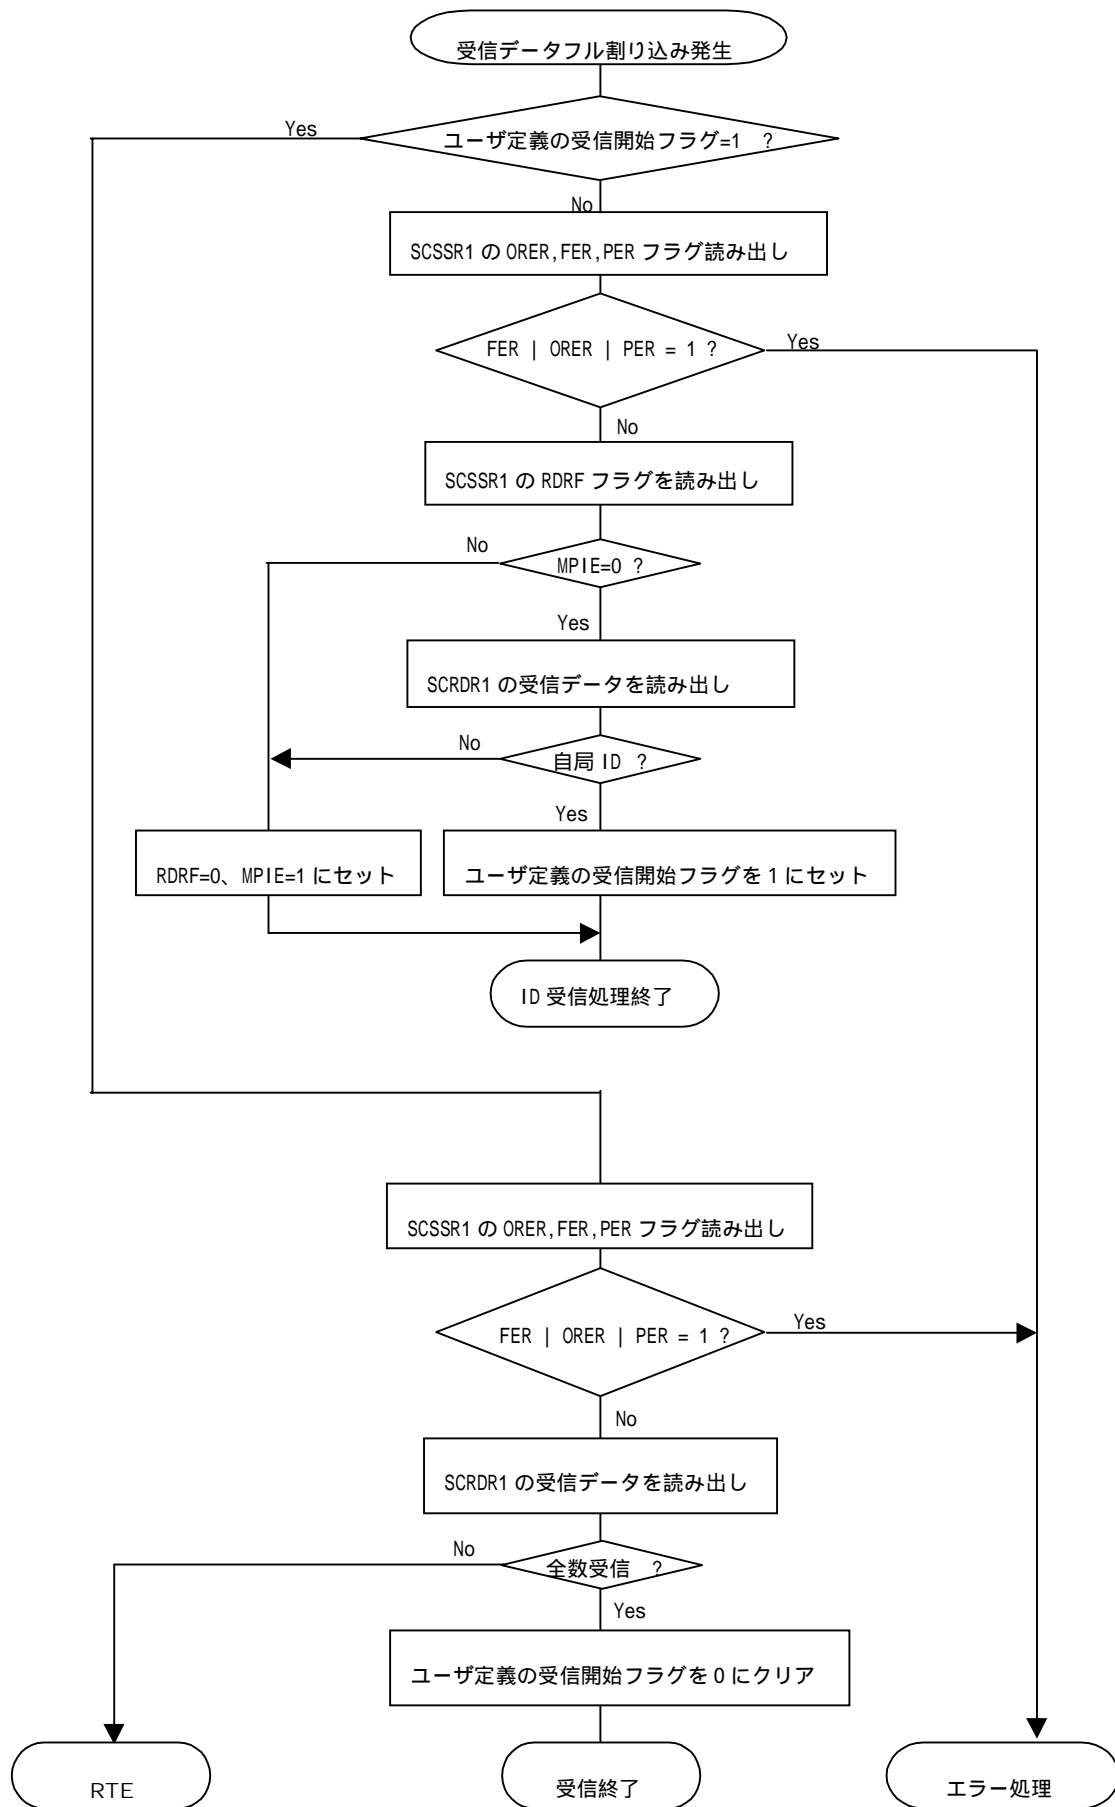 受信データフル割り込み発生
Yes
ユーザ定義の受信開始フラグ=1 ?
No
SCSSR1 の ORER,FER,PER フラグ読み出し
FER | ORER | PER = 1 ?
Yes
No
SCSSR1 の RDRF フラグを読み出し
No
MPIE=0 ?
Yes
SCRDR1 の受信データを読み出し
No
自局 ID ?
Yes
RDRF=0、MPIE=1 にセット
ユーザ定義の受信開始フラグを 1 にセット
ID 受信処理終了
SCSSR1 の ORER,FER,PER フラグ読み出し
FER | ORER | PER = 1 ?
Yes
No
SCRDR1 の受信データを読み出し
No
全数受信 ?
Yes
ユーザ定義の受信開始フラグを 0 にクリア
RTE
受信終了
エラー処理